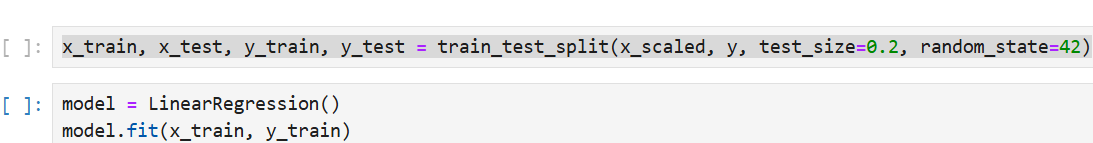 [ ]: x_train, x_test, y_train, y_test = train_test_split(x_scaled, y, test_size=0.2, random_state=42)
[ ]: model = LinearRegression()
model.fit(x_train, y_train)